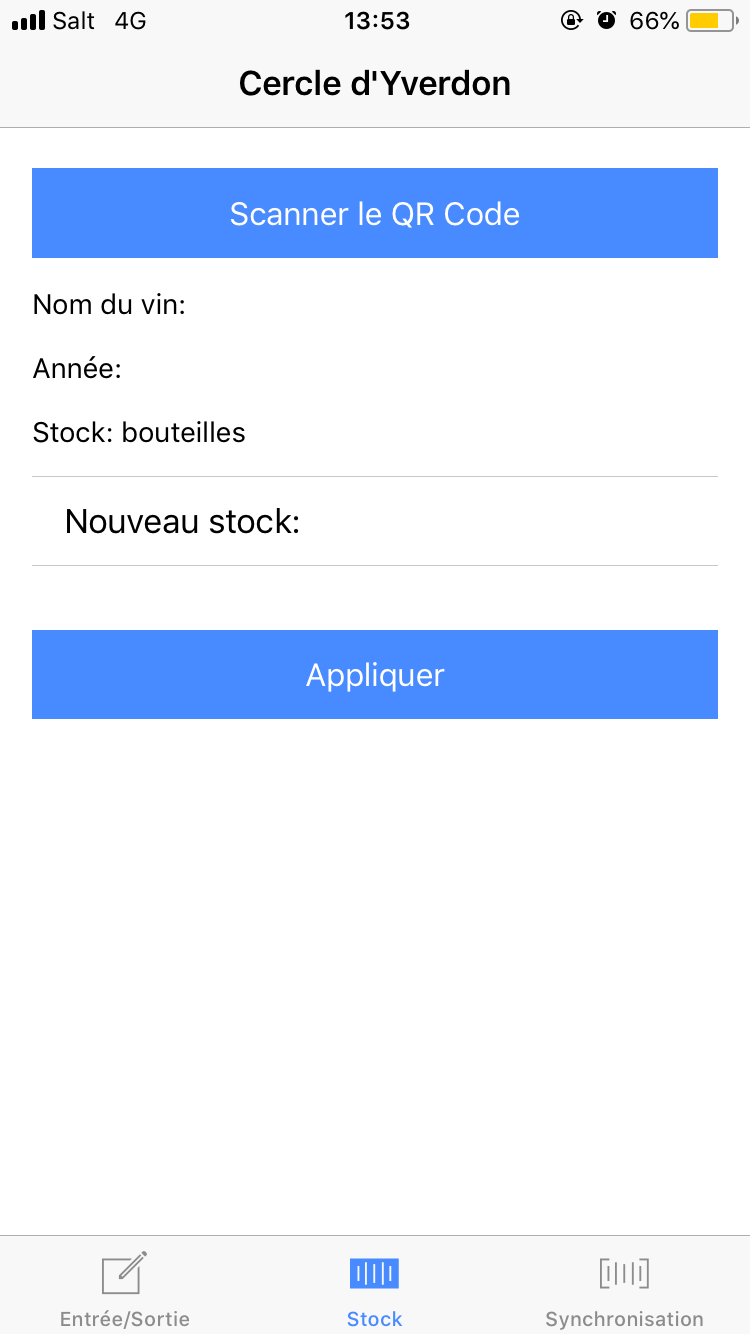 Salt 4G 13:53 66%
Cercle d'Yverdon
Scanner le QR Code
Nom du vin:
Année:
Stock: bouteilles
Nouveau stock:
Appliquer
Entrée/Sortie Stock Synchronisation